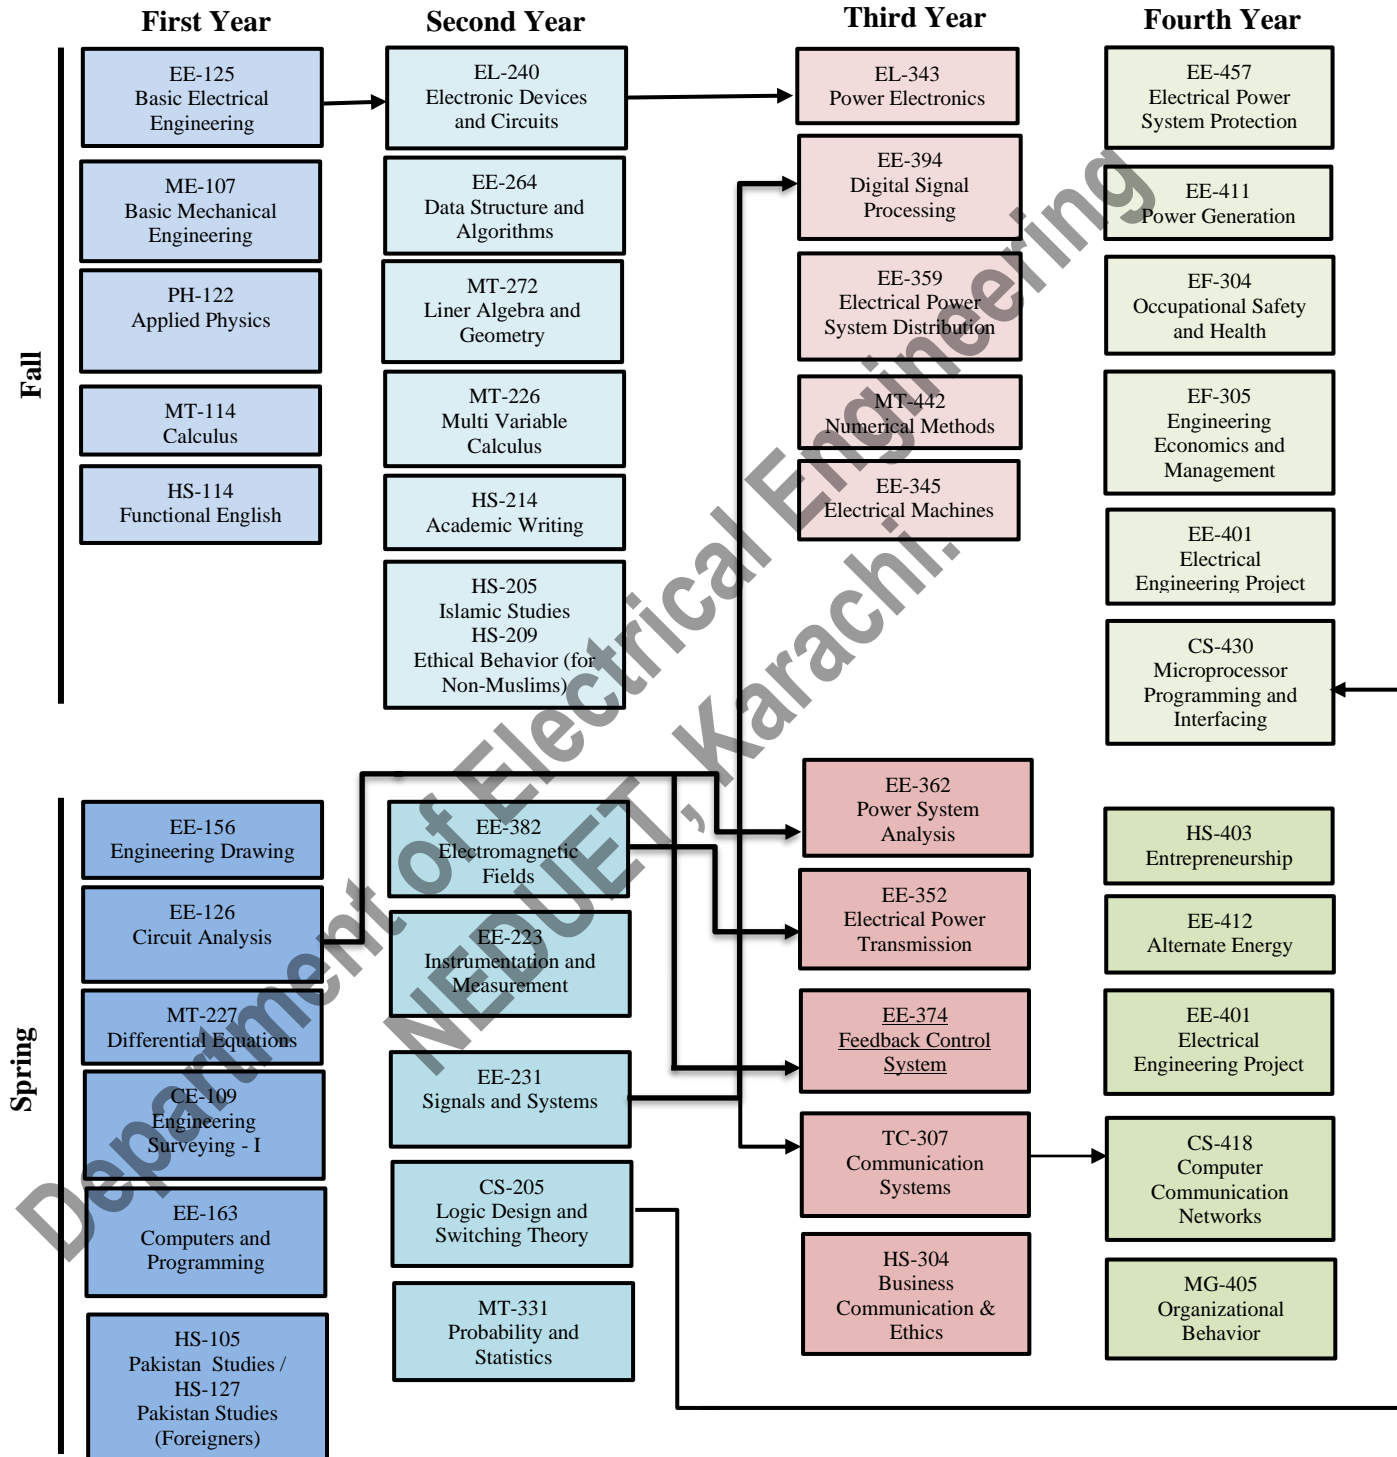 First Year
Second Year
Third Year
Fourth Year
Fall
EE-125
Basic Electrical
Engineering
ME-107
Basic Mechanical
Engineering
PH-122
Applied Physics
MT-114
Calculus
HS-114
Functional English
EL-240
Electronic Devices
and Circuits
EE-264
Data Structure and
Algorithms
MT-272
Liner Algebra and
Geometry
MT-226
Multi Variable
Calculus
HS-214
Academic Writing
HS-205
Islamic Studies
HS-209
Ethical Behavior (for
Non-Muslims)
EL-343
Power Electronics
EE-394
Digital Signal
Processing
EE-359
Electrical Power
System Distribution
MT-442
Numerical Methods
EE-345
Electrical Machines
EE-457
Electrical Power
System Protection
EE-411
Power Generation
EF-304
Occupational Safety
and Health
EF-305
Engineering
Economics and
Management
EE-401
Electrical
Engineering Project
CS-430
Microprocessor
Programming and
Interfacing
Spring
EE-156
Engineering Drawing
EE-126
Circuit Analysis
MT-227
Differential Equations
CE-109
Engineering
Surveying - I
EE-163
Computers and
Programming
HS-105
Pakistan Studies /
HS-127
Pakistan Studies
(Foreigners)
EE-382
Electromagnetic
Fields
EE-223
Instrumentation and
Measurement
EE-231
Signals and Systems
CS-205
Logic Design and
Switching Theory
MT-331
Probability and
Statistics
EE-362
Power System
Analysis
EE-352
Electrical Power
Transmission
EE-374
Feedback Control
System
TC-307
Communication
Systems
HS-304
Business
Communication &
Ethics
HS-403
Entrepreneurship
EE-412
Alternate Energy
EE-401
Electrical
Engineering Project
CS-418
Computer
Communication
Networks
MG-405
Organizational
Behavior
Department of Electrical Engineering
NEDUET, Karachi.